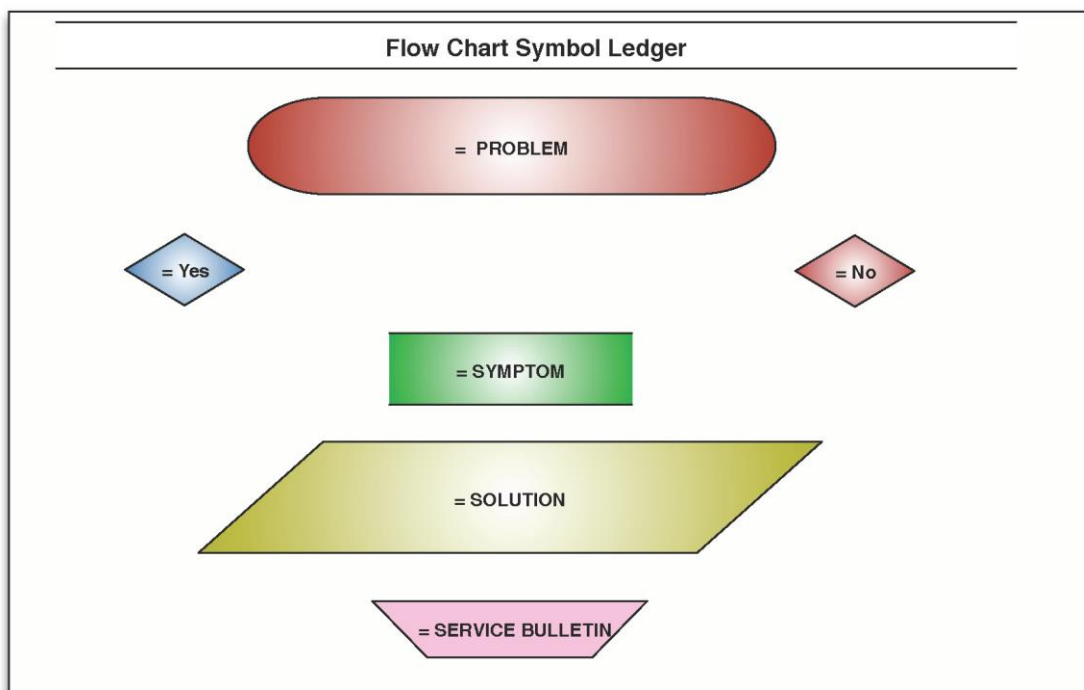 Flow Chart Symbol Ledger
= PROBLEM
= Yes
= No
= SYMPTOM
= SOLUTION
= SERVICE BULLETIN